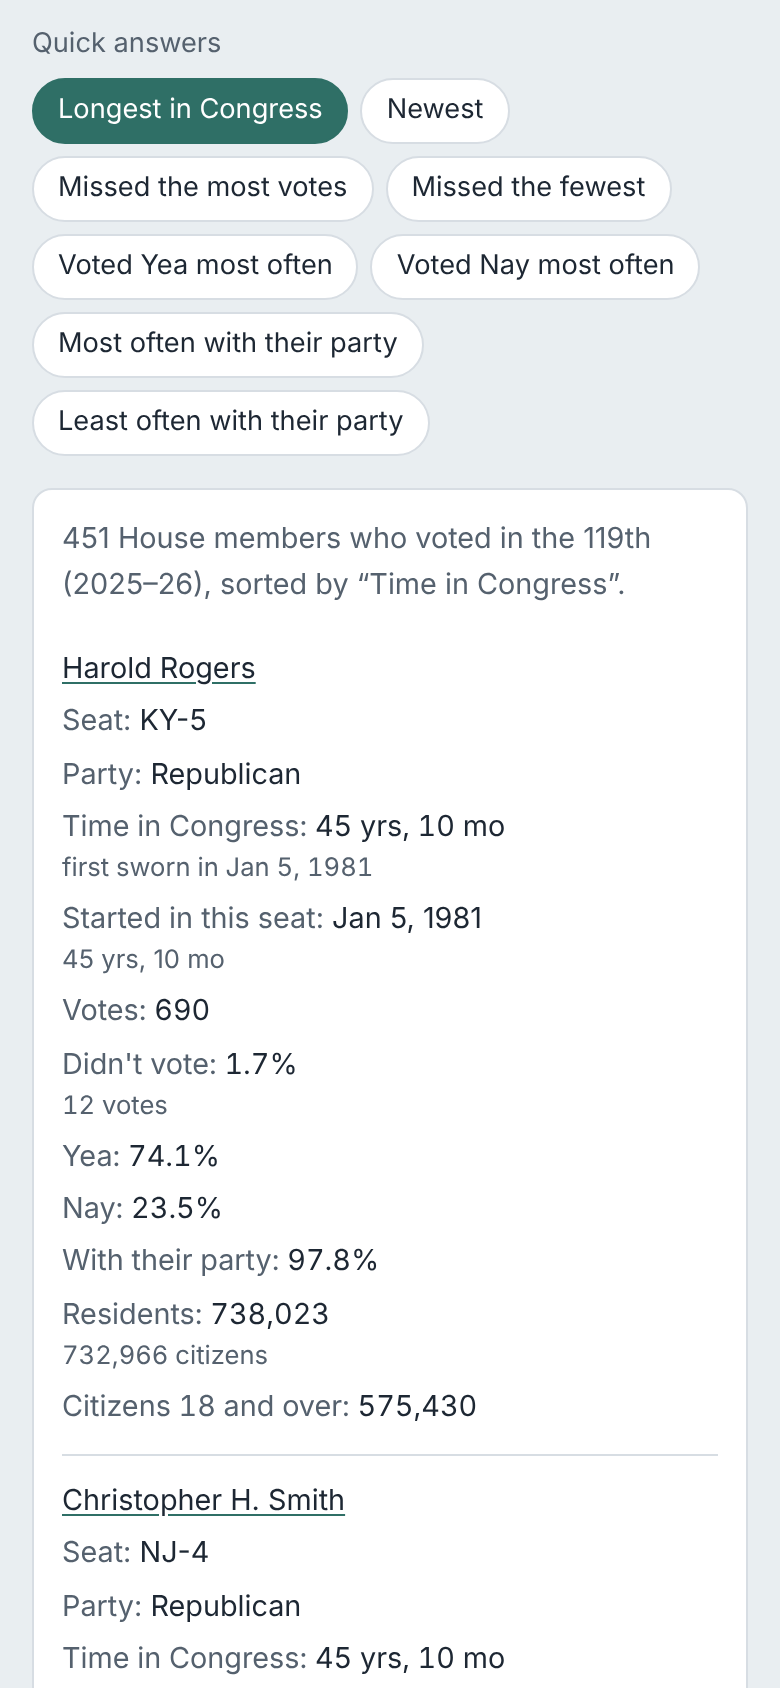 Quick answers
Longest in Congress
Newest
Missed the most votes
Missed the fewest
Voted Yea most often
Voted Nay most often
Most often with their party
Least often with their party
451 House members who voted in the 119th
(2025–26), sorted by “Time in Congress”.
Harold Rogers
Seat: KY-5
Party: Republican
Time in Congress: 45 yrs, 10 mo
first sworn in Jan 5, 1981
Started in this seat: Jan 5, 1981
45 yrs, 10 mo
Votes: 690
Didn't vote: 1.7%
12 votes
Yea: 74.1%
Nay: 23.5%
With their party: 97.8%
Residents: 738,023
732,966 citizens
Citizens 18 and over: 575,430
Christopher H. Smith
Seat: NJ-4
Party: Republican
Time in Congress: 45 yrs, 10 mo